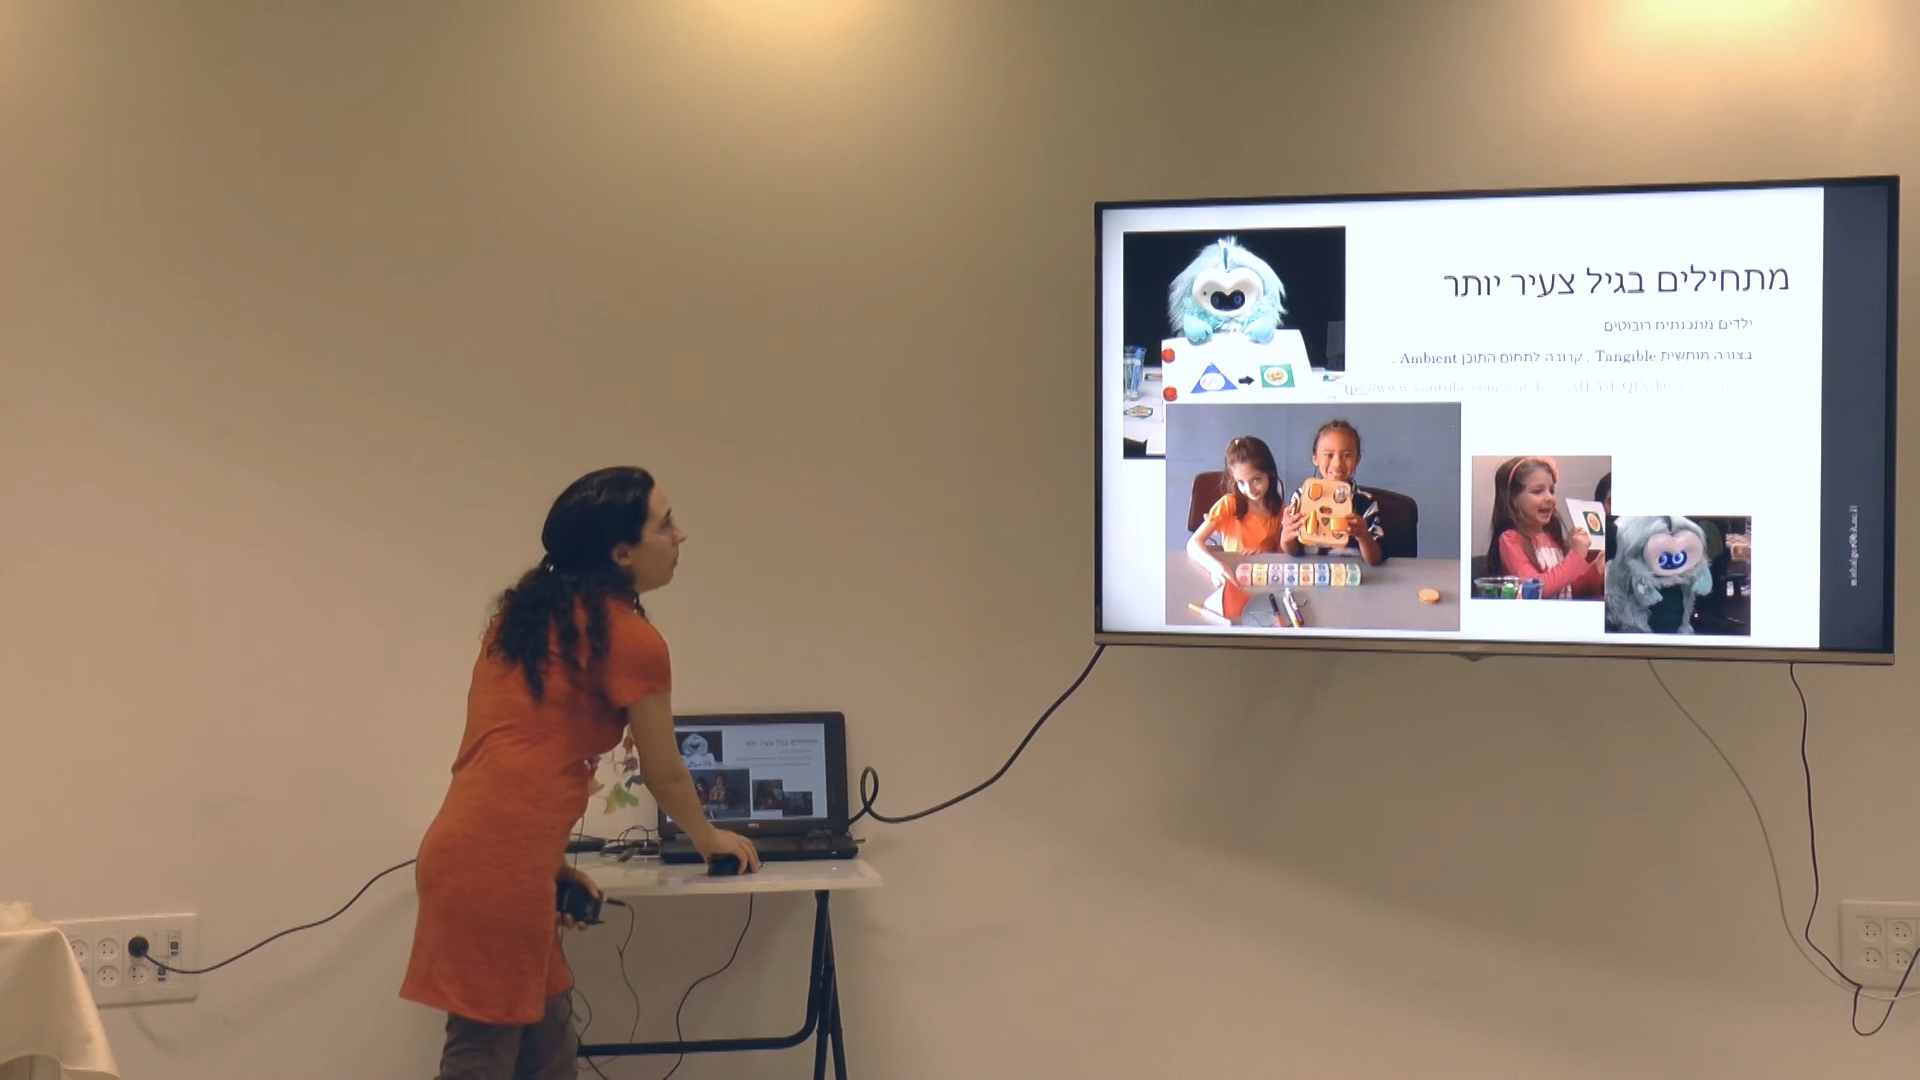 מתחילים בגיל צעיר יותר
ילדים מתכנתים רובוטים
בצורה מוחשית Tangible , קרובה לתחום התוכן Ambient .